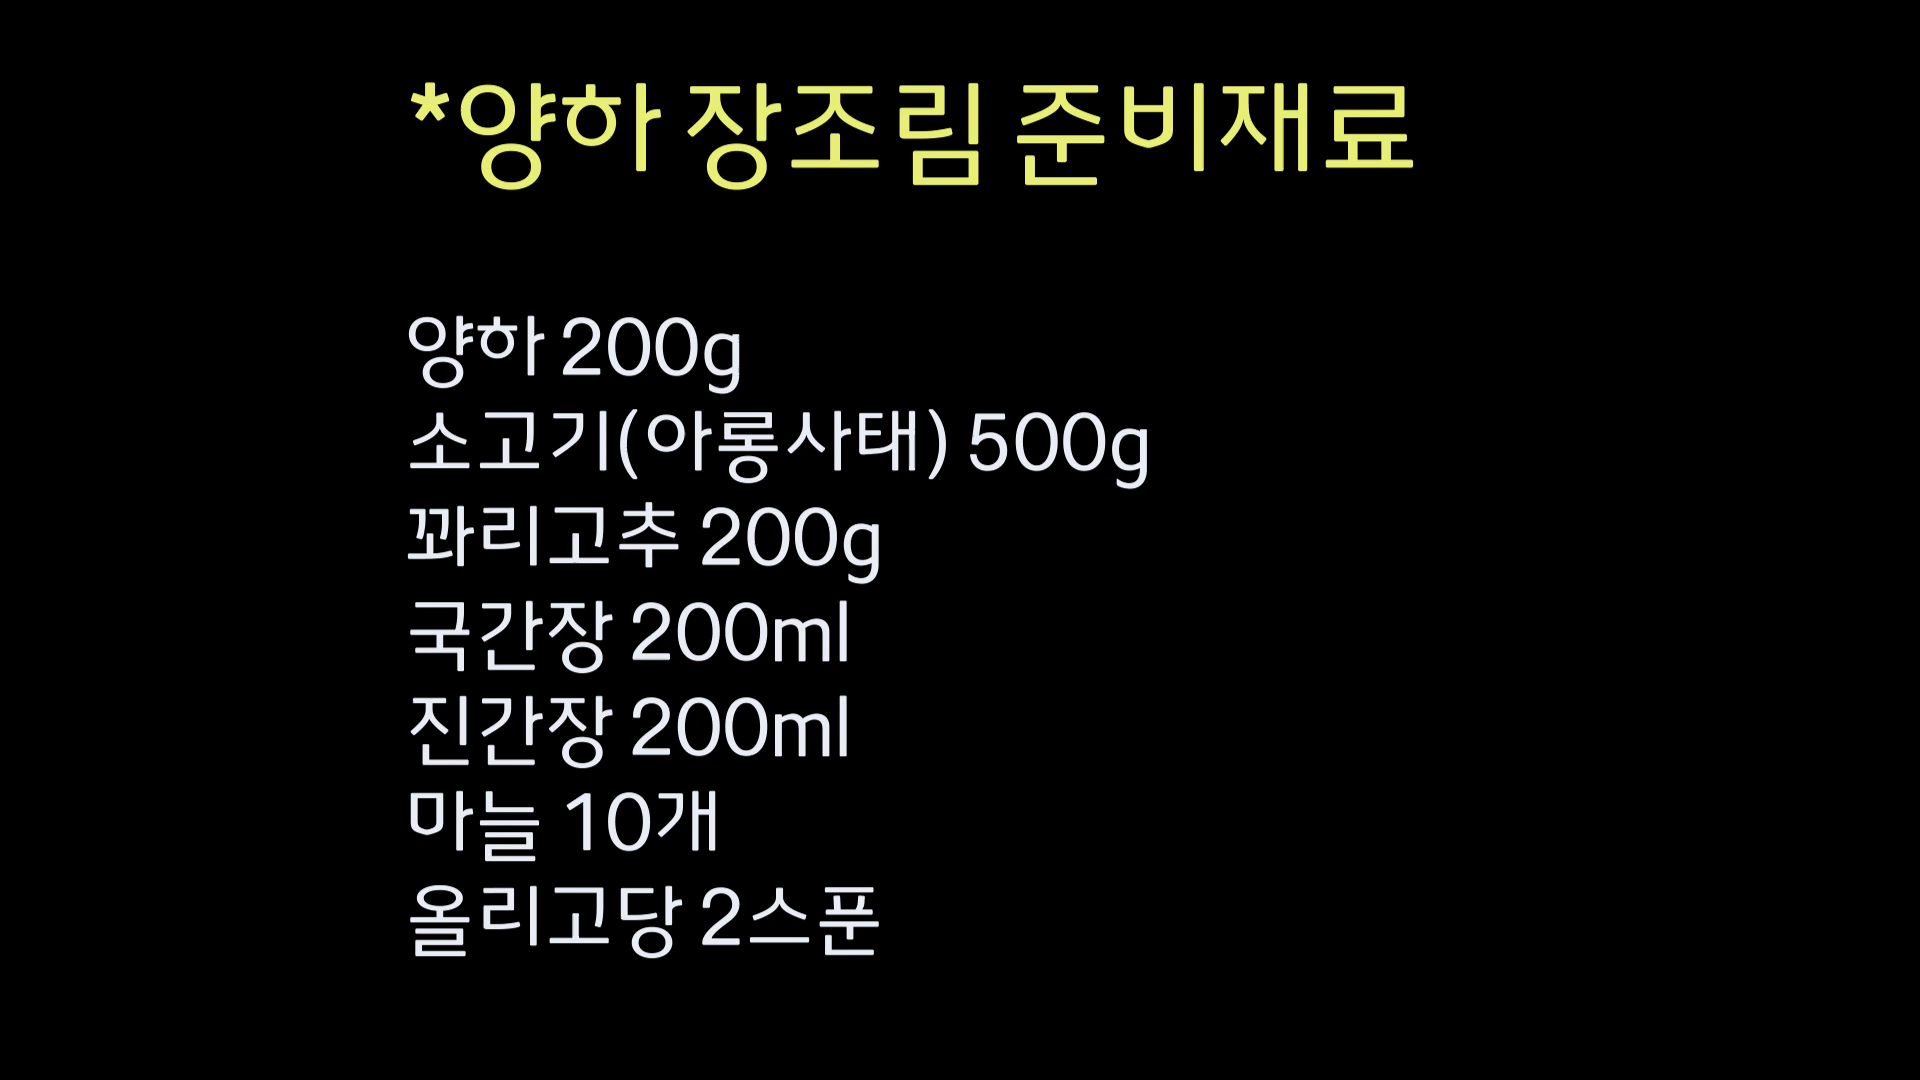 *양하 장조림 준비재료
양하 200g
소고기(아롱사태) 500g
꽈리고추 200g
국간장 200ml
진간장 200ml
마늘 10개
올리고당 2스푼